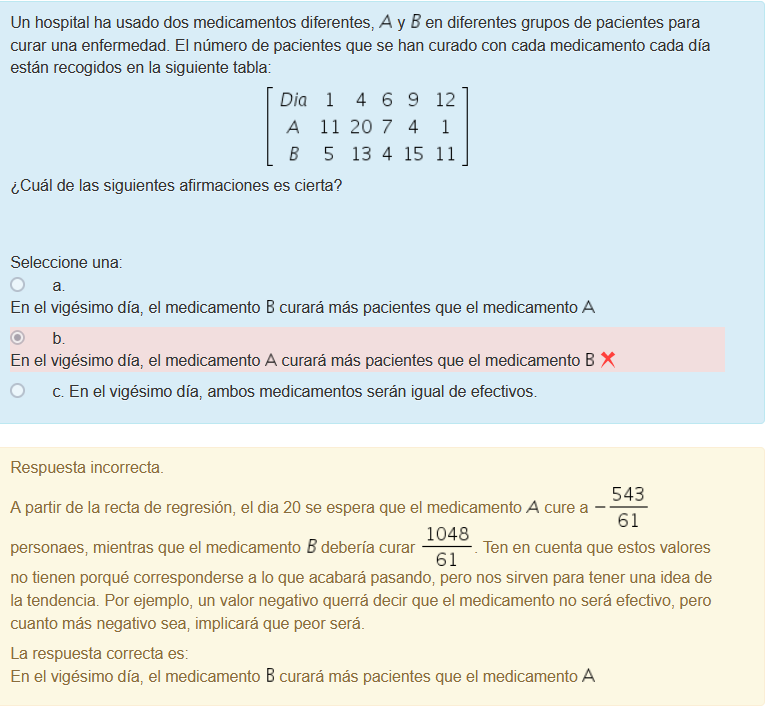 Un hospital ha usado dos medicamentos diferentes, A y B en diferentes grupos de pacientes para
curar una enfermedad. El número de pacientes que se han curado con cada medicamento cada día
están recogidos en la siguiente tabla:
Dia 1 4 6 9 12
A 11 20 7 4 1
B 5 13 4 15 11
¿Cuál de las siguientes afirmaciones es cierta?
Seleccione una:
a.
En el vigésimo día, el medicamento B curará más pacientes que el medicamento A
b.
En el vigésimo día, el medicamento A curará más pacientes que el medicamento B
c. En el vigésimo día, ambos medicamentos serán igual de efectivos.
Respuesta incorrecta.
A partir de la recta de regresión, el dia 20 se espera que el medicamento A cure a −543/61
personaes, mientras que el medicamento B debería curar 1048/61. Ten en cuenta que estos valores
no tienen porqué corresponderse a lo que acabará pasando, pero nos sirven para tener una idea de
la tendencia. Por ejemplo, un valor negativo querrá decir que el medicamento no será efectivo, pero
cuanto más negativo sea, implicará que peor será.
La respuesta correcta es:
En el vigésimo día, el medicamento B curará más pacientes que el medicamento A